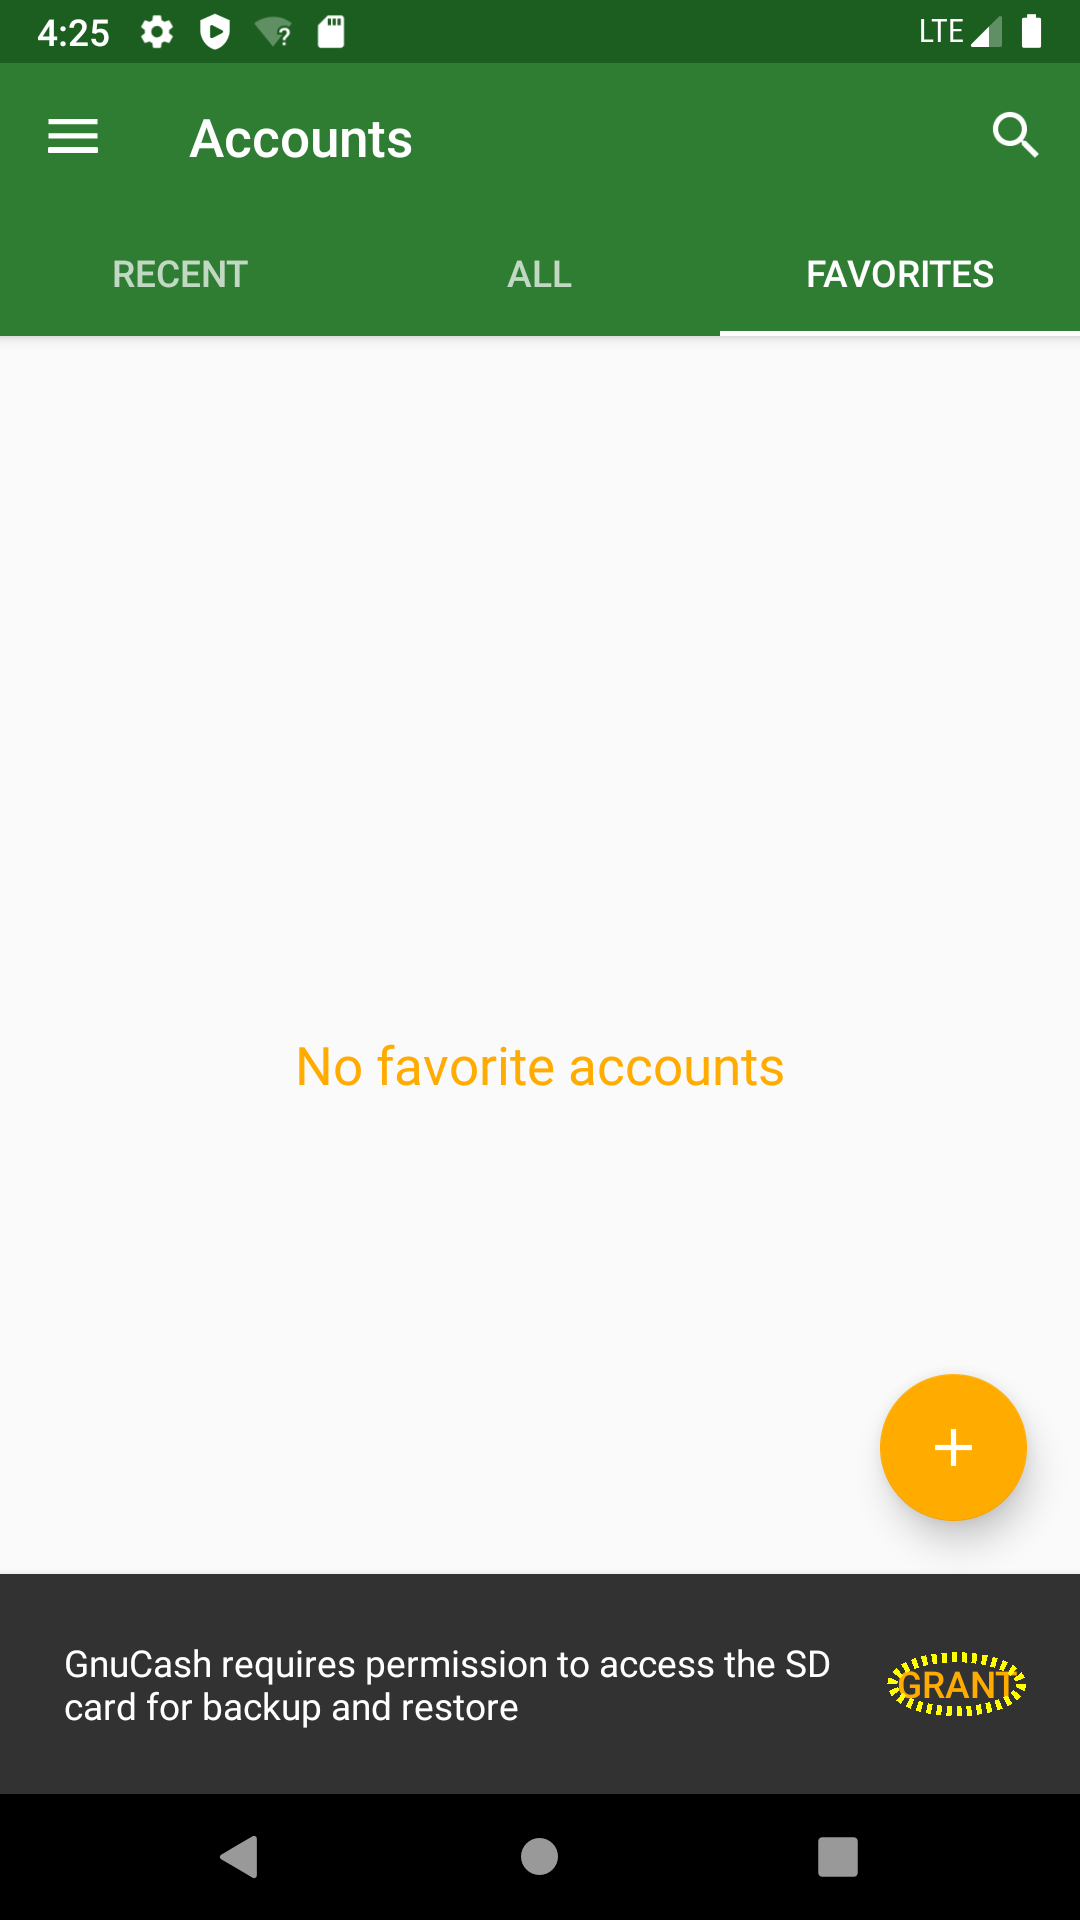 4:25
LTE
Accounts
RECENT ALL FAVORITES
No favorite accounts
GnuCash requires permission to access the SD
card for backup and restore
GRANT